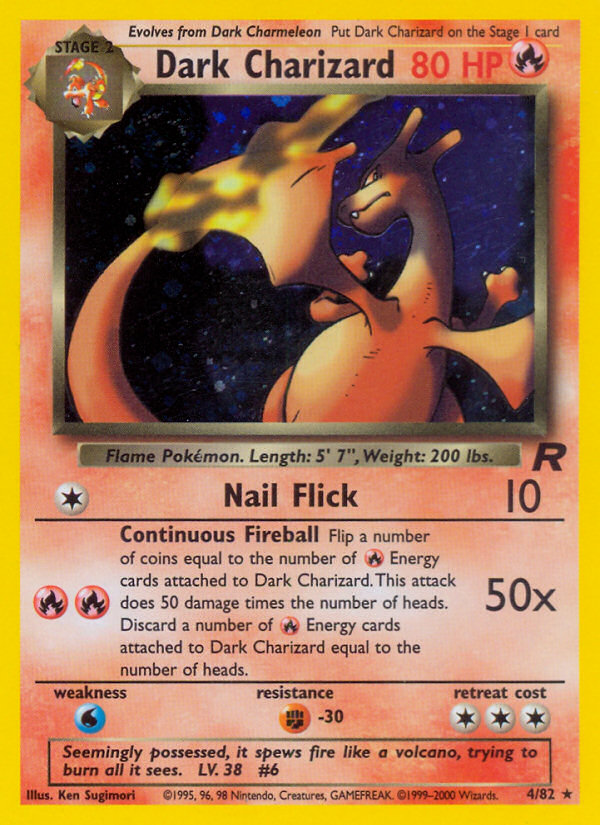 Evolves from Dark Charmeleon Put Dark Charizard on the Stage I card
STAGE 2
Dark Charizard 80 HP
Flame Pokémon. Length: 5' 7", Weight: 200 lbs.
R
Nail Flick 10
Continuous Fireball Flip a number
of coins equal to the number of Energy
cards attached to Dark Charizard. This attack
does 50 damage times the number of heads.
Discard a number of Energy cards
attached to Dark Charizard equal to the
number of heads.
50x
weakness resistance retreat cost
-30
Seemingly possessed, it spews fire like a volcano, trying to
burn all it sees. LV. 38 #6
Illus. Ken Sugimori ©1995, 96, 98 Nintendo, Creatures, GAMEFREAK. ©1999-2000 Wizards. 4/82 ★